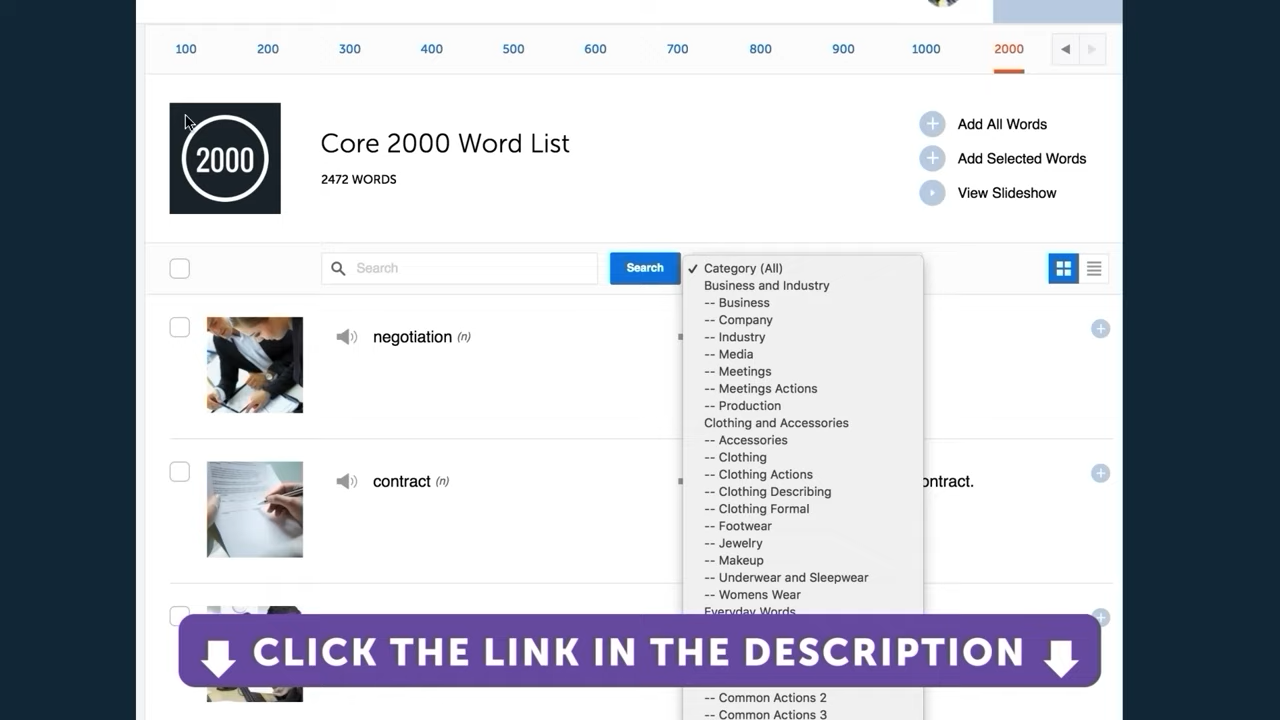 100 200 300 400 500 600 700 800 900 1000 2000
2000
Core 2000 Word List
2472 WORDS
Add All Words
Add Selected Words
View Slideshow
Search
Search
✓ Category (All)
Business and Industry
-- Business
-- Company
-- Industry
-- Media
-- Meetings
-- Meetings Actions
-- Production
Clothing and Accessories
-- Accessories
-- Clothing
-- Clothing Actions
-- Clothing Describing
-- Clothing Formal
-- Footwear
-- Jewelry
-- Makeup
-- Underwear and Sleepwear
-- Womens Wear
Everyday Words
-- Common Actions 2
-- Common Actions 3
negotiation (n)
contract (n)
ontract.
CLICK THE LINK IN THE DESCRIPTION